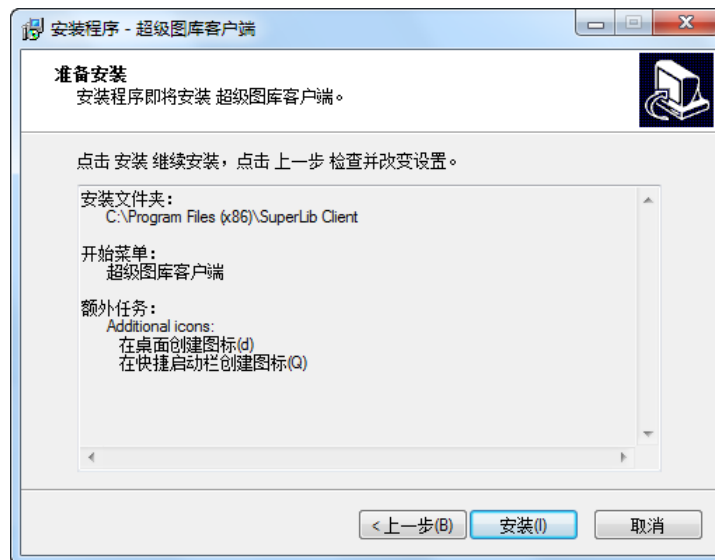 安装程序 - 超级图库客户端
准备安装
安装程序即将安装 超级图库客户端。
点击 安装 继续安装，点击 上一步 检查并改变设置。
安装文件夹：
C:\Program Files (x86)\SuperLib Client
开始菜单：
超级图库客户端
额外任务：
Additional icons:
在桌面创建图标(d)
在快捷启动栏创建图标(Q)
<上一步(B)
安装(I)
取消